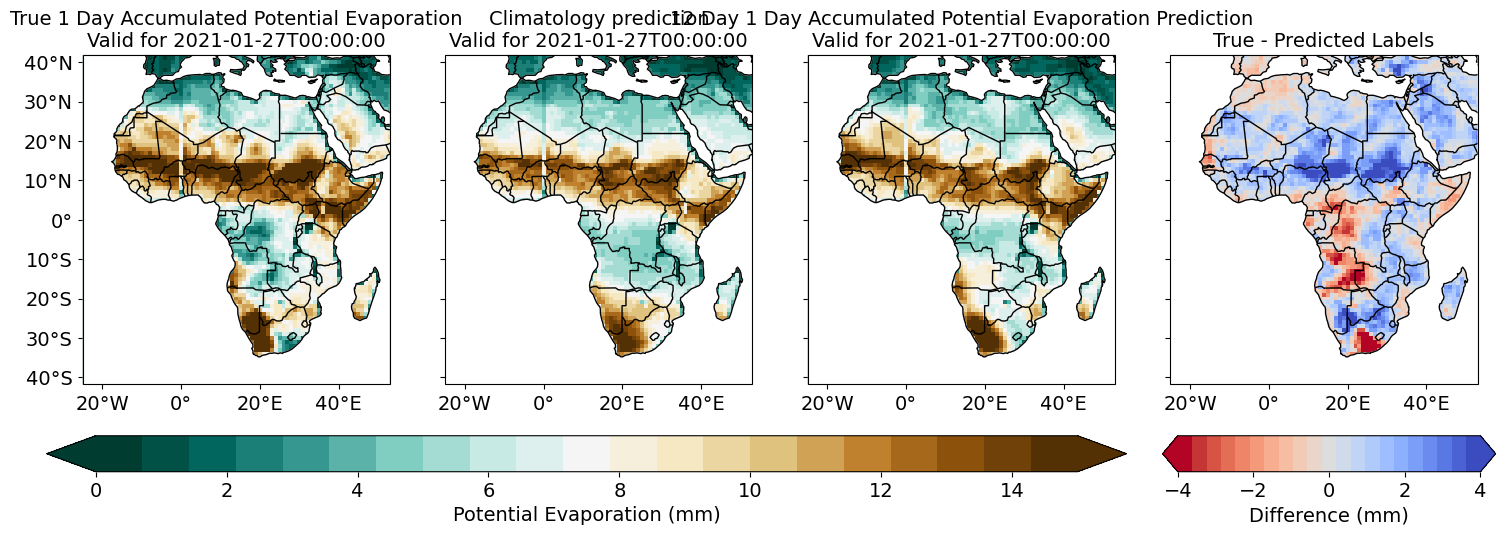 True 1 Day Accumulated Potential Evaporation
Valid for 2021-01-27T00:00:00
Climatology prediction
Valid for 2021-01-27T00:00:00
12 Day 1 Day Accumulated Potential Evaporation Prediction
Valid for 2021-01-27T00:00:00
True - Predicted Labels
40°N
30°N
20°N
10°N
0°
10°S
20°S
30°S
40°S
20°W 0° 20°E 40°E
20°W 0° 20°E 40°E
20°W 0° 20°E 40°E
20°W 0° 20°E 40°E
0 2 4 6 8 10 12 14
Potential Evaporation (mm)
−4 −2 0 2 4
Difference (mm)